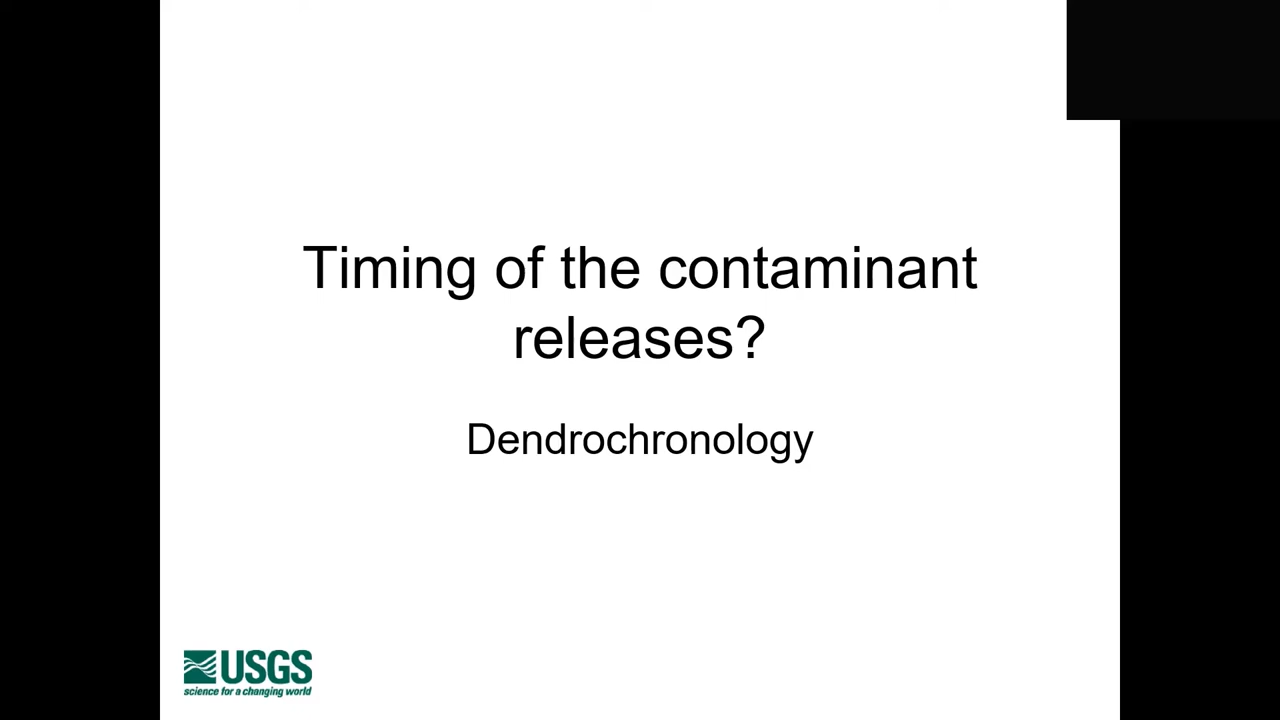 Timing of the contaminant
releases?
Dendrochronology
USGS
science for a changing world